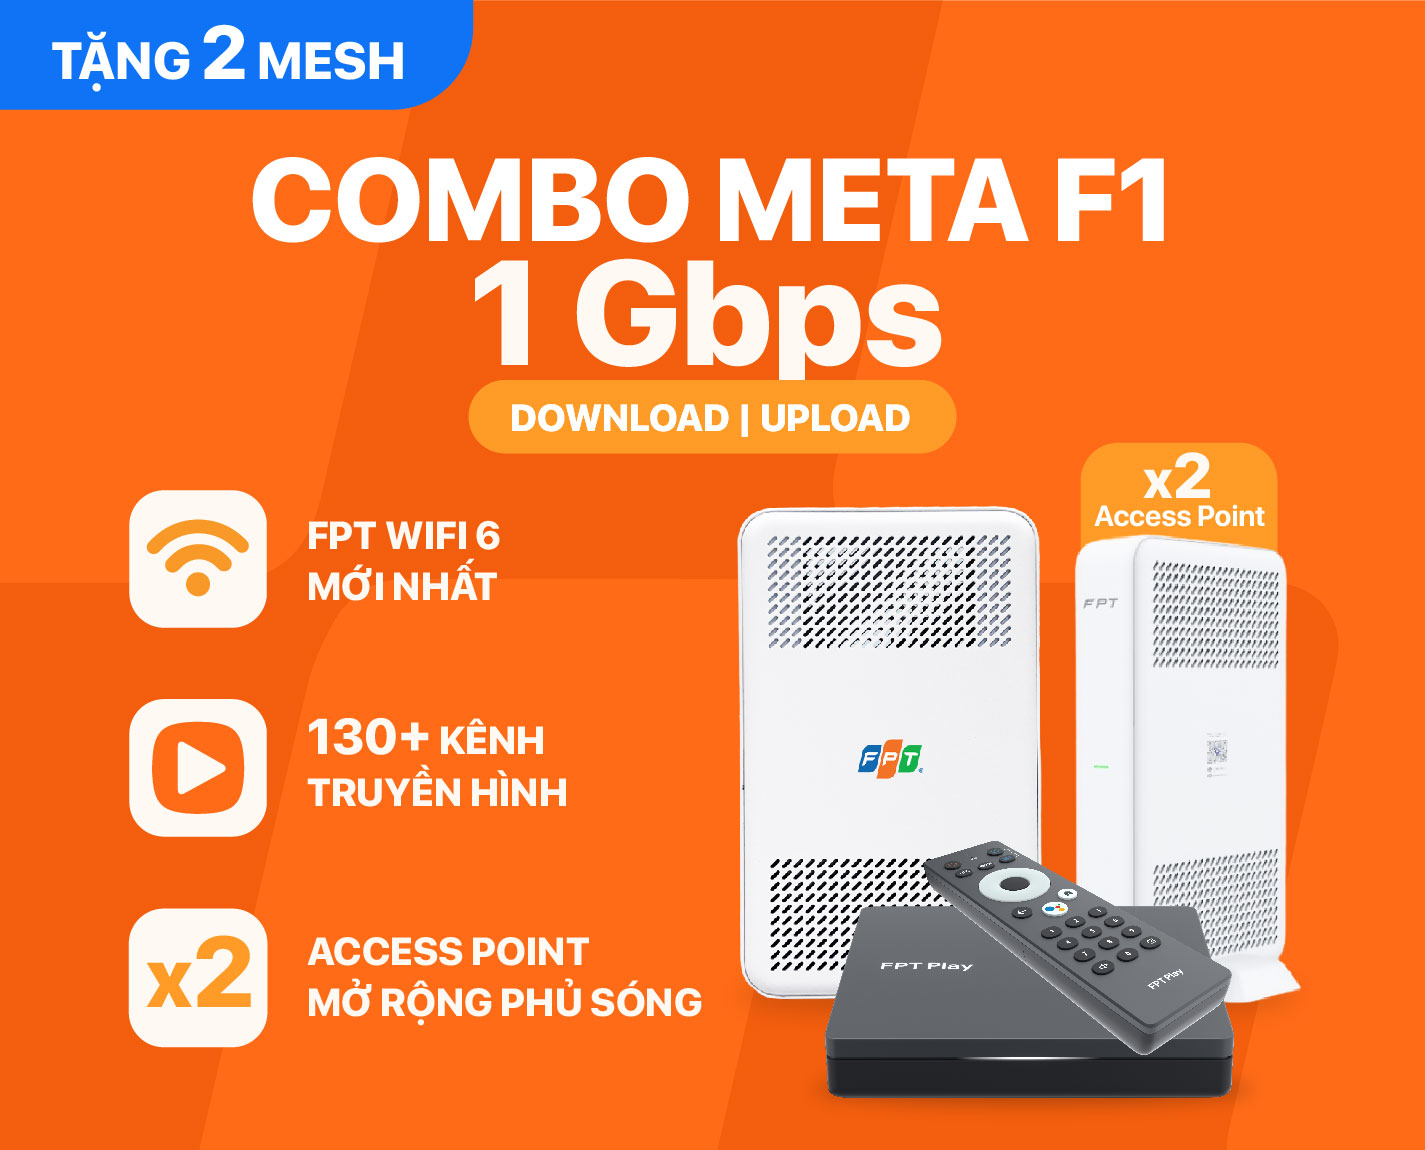 TẶNG 2 MESH
COMBO META F1
1 Gbps
DOWNLOAD | UPLOAD
x2
Access Point
FPT WIFI 6
MỚI NHẤT
130+ KÊNH
TRUYỀN HÌNH
x2
ACCESS POINT
MỞ RỘNG PHỦ SÓNG
FPT
FPT
FPT Play
FPT Play